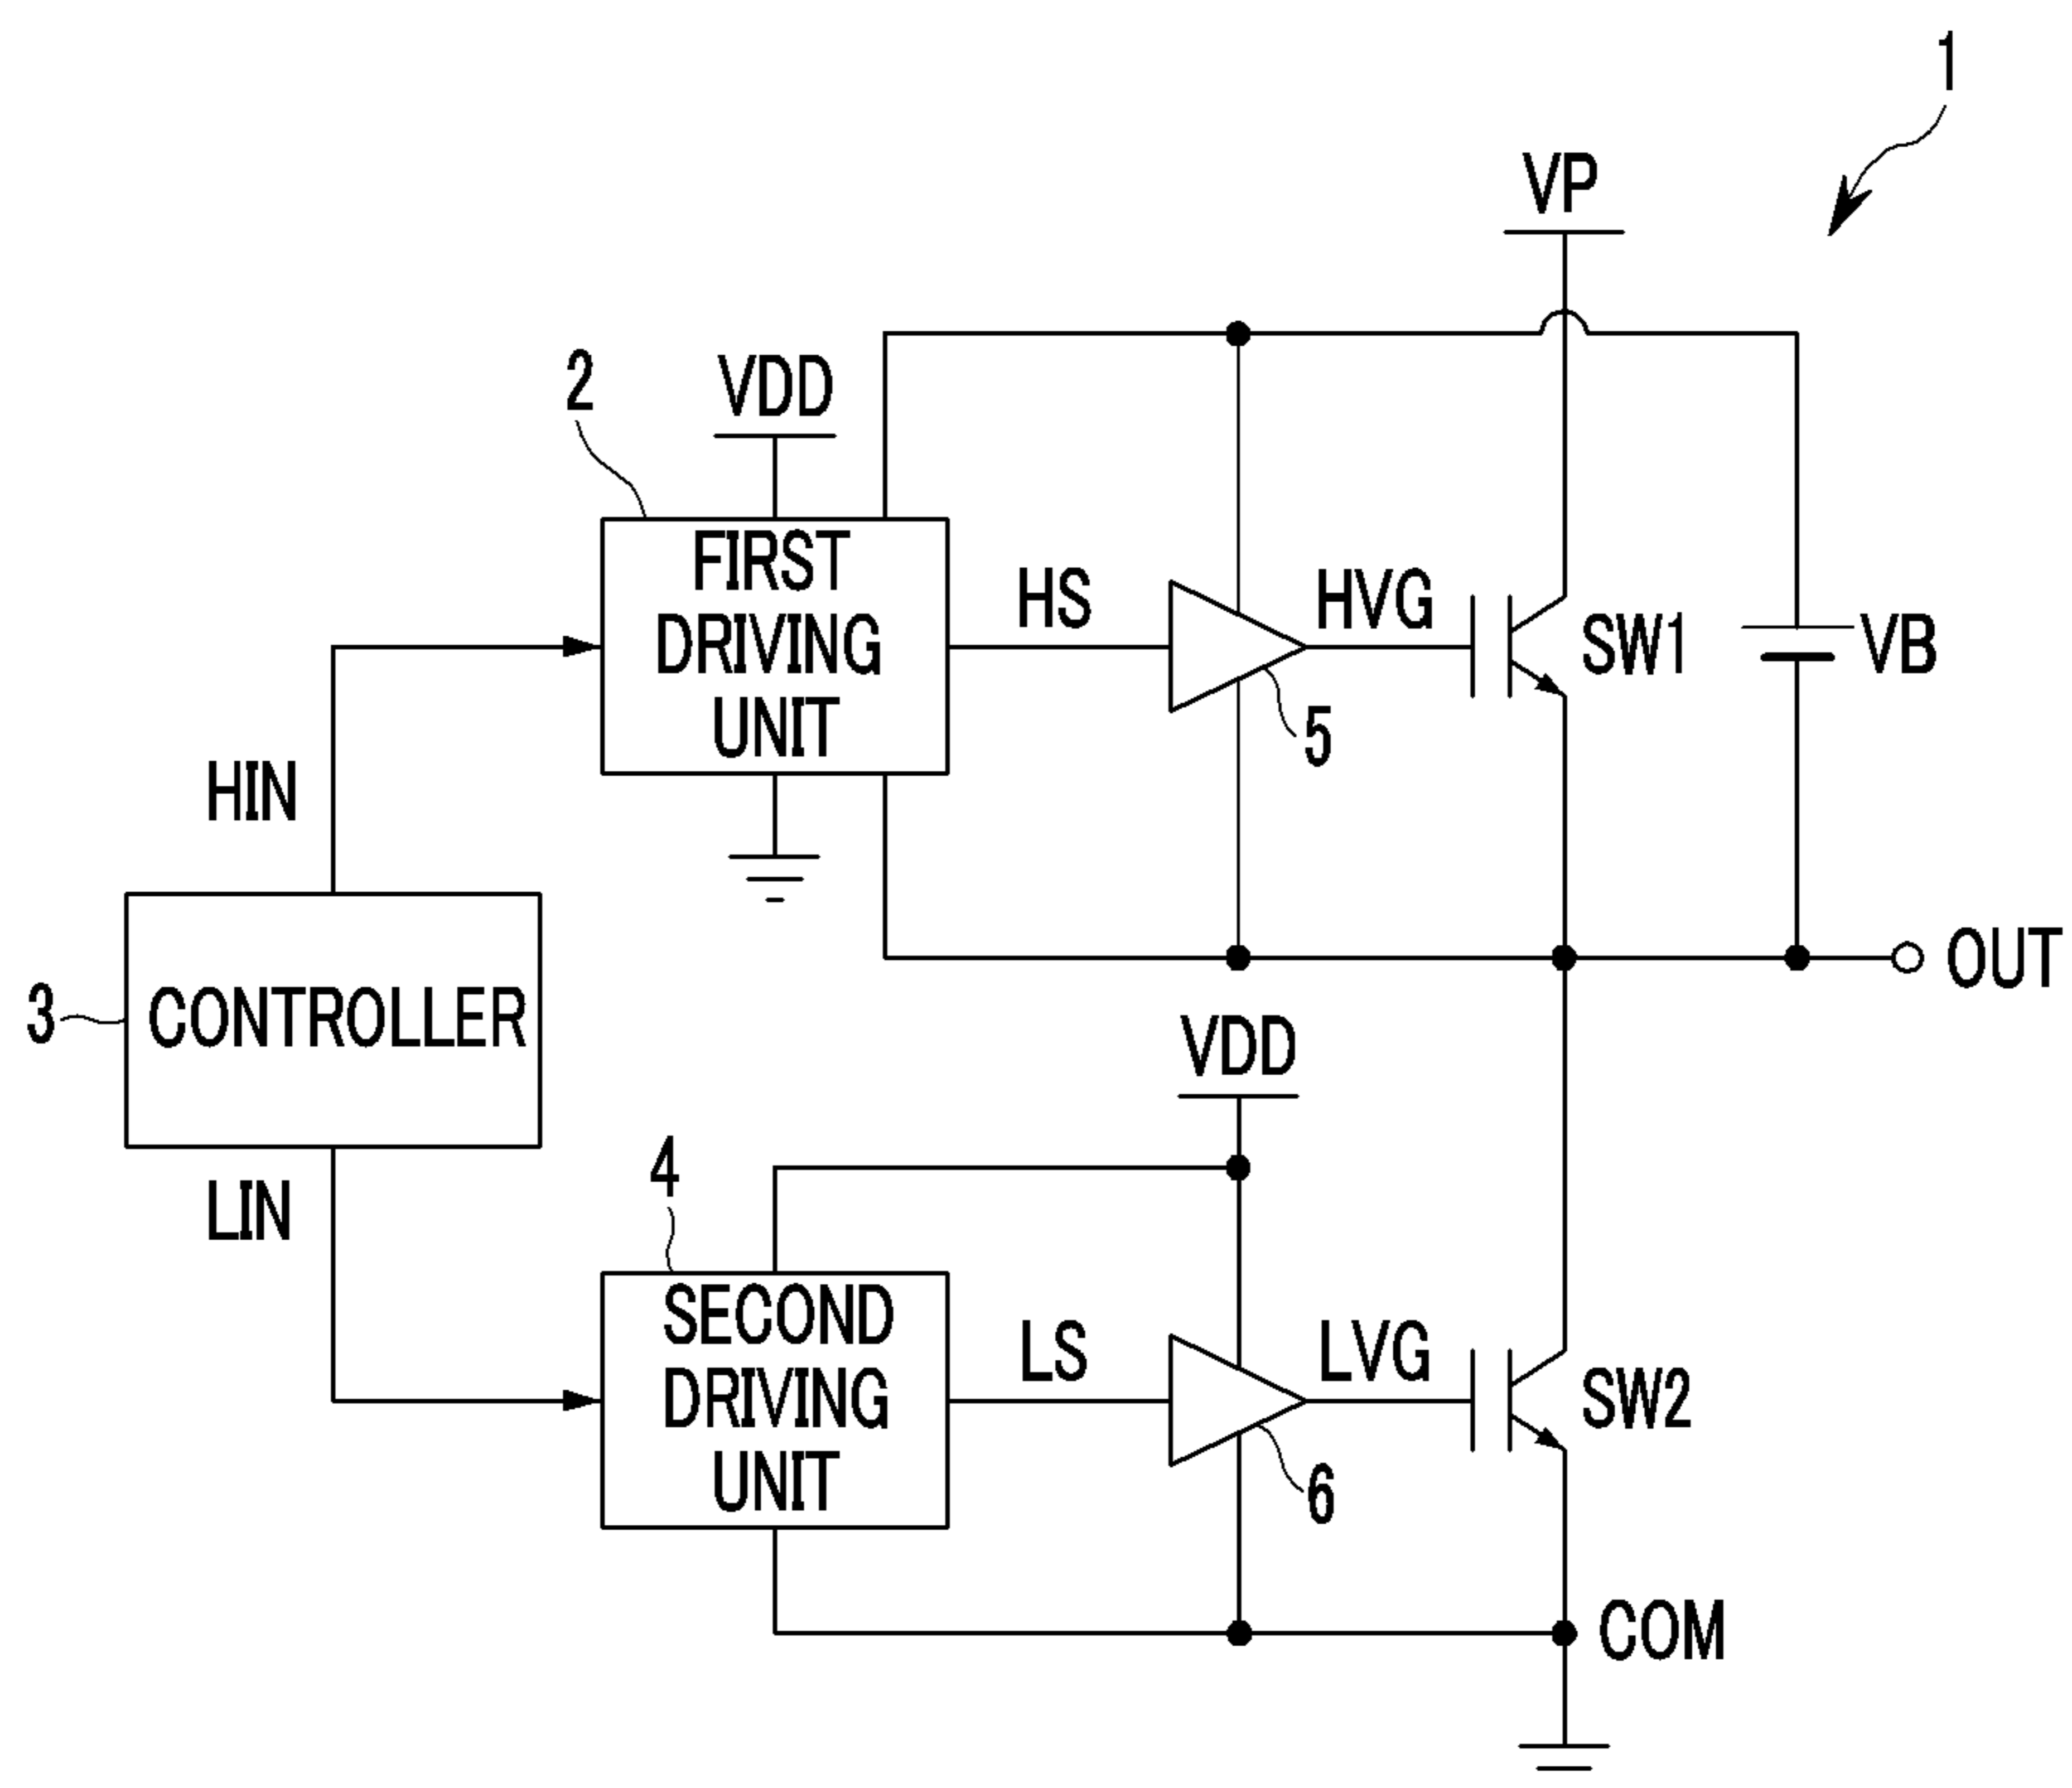 1
VP
2
VDD
FIRST
DRIVING
UNIT
HS
HVG
SW1
VB
5
HIN
3
CONTROLLER
OUT
VDD
LIN
4
SECOND
DRIVING
UNIT
LS
LVG
SW2
6
COM